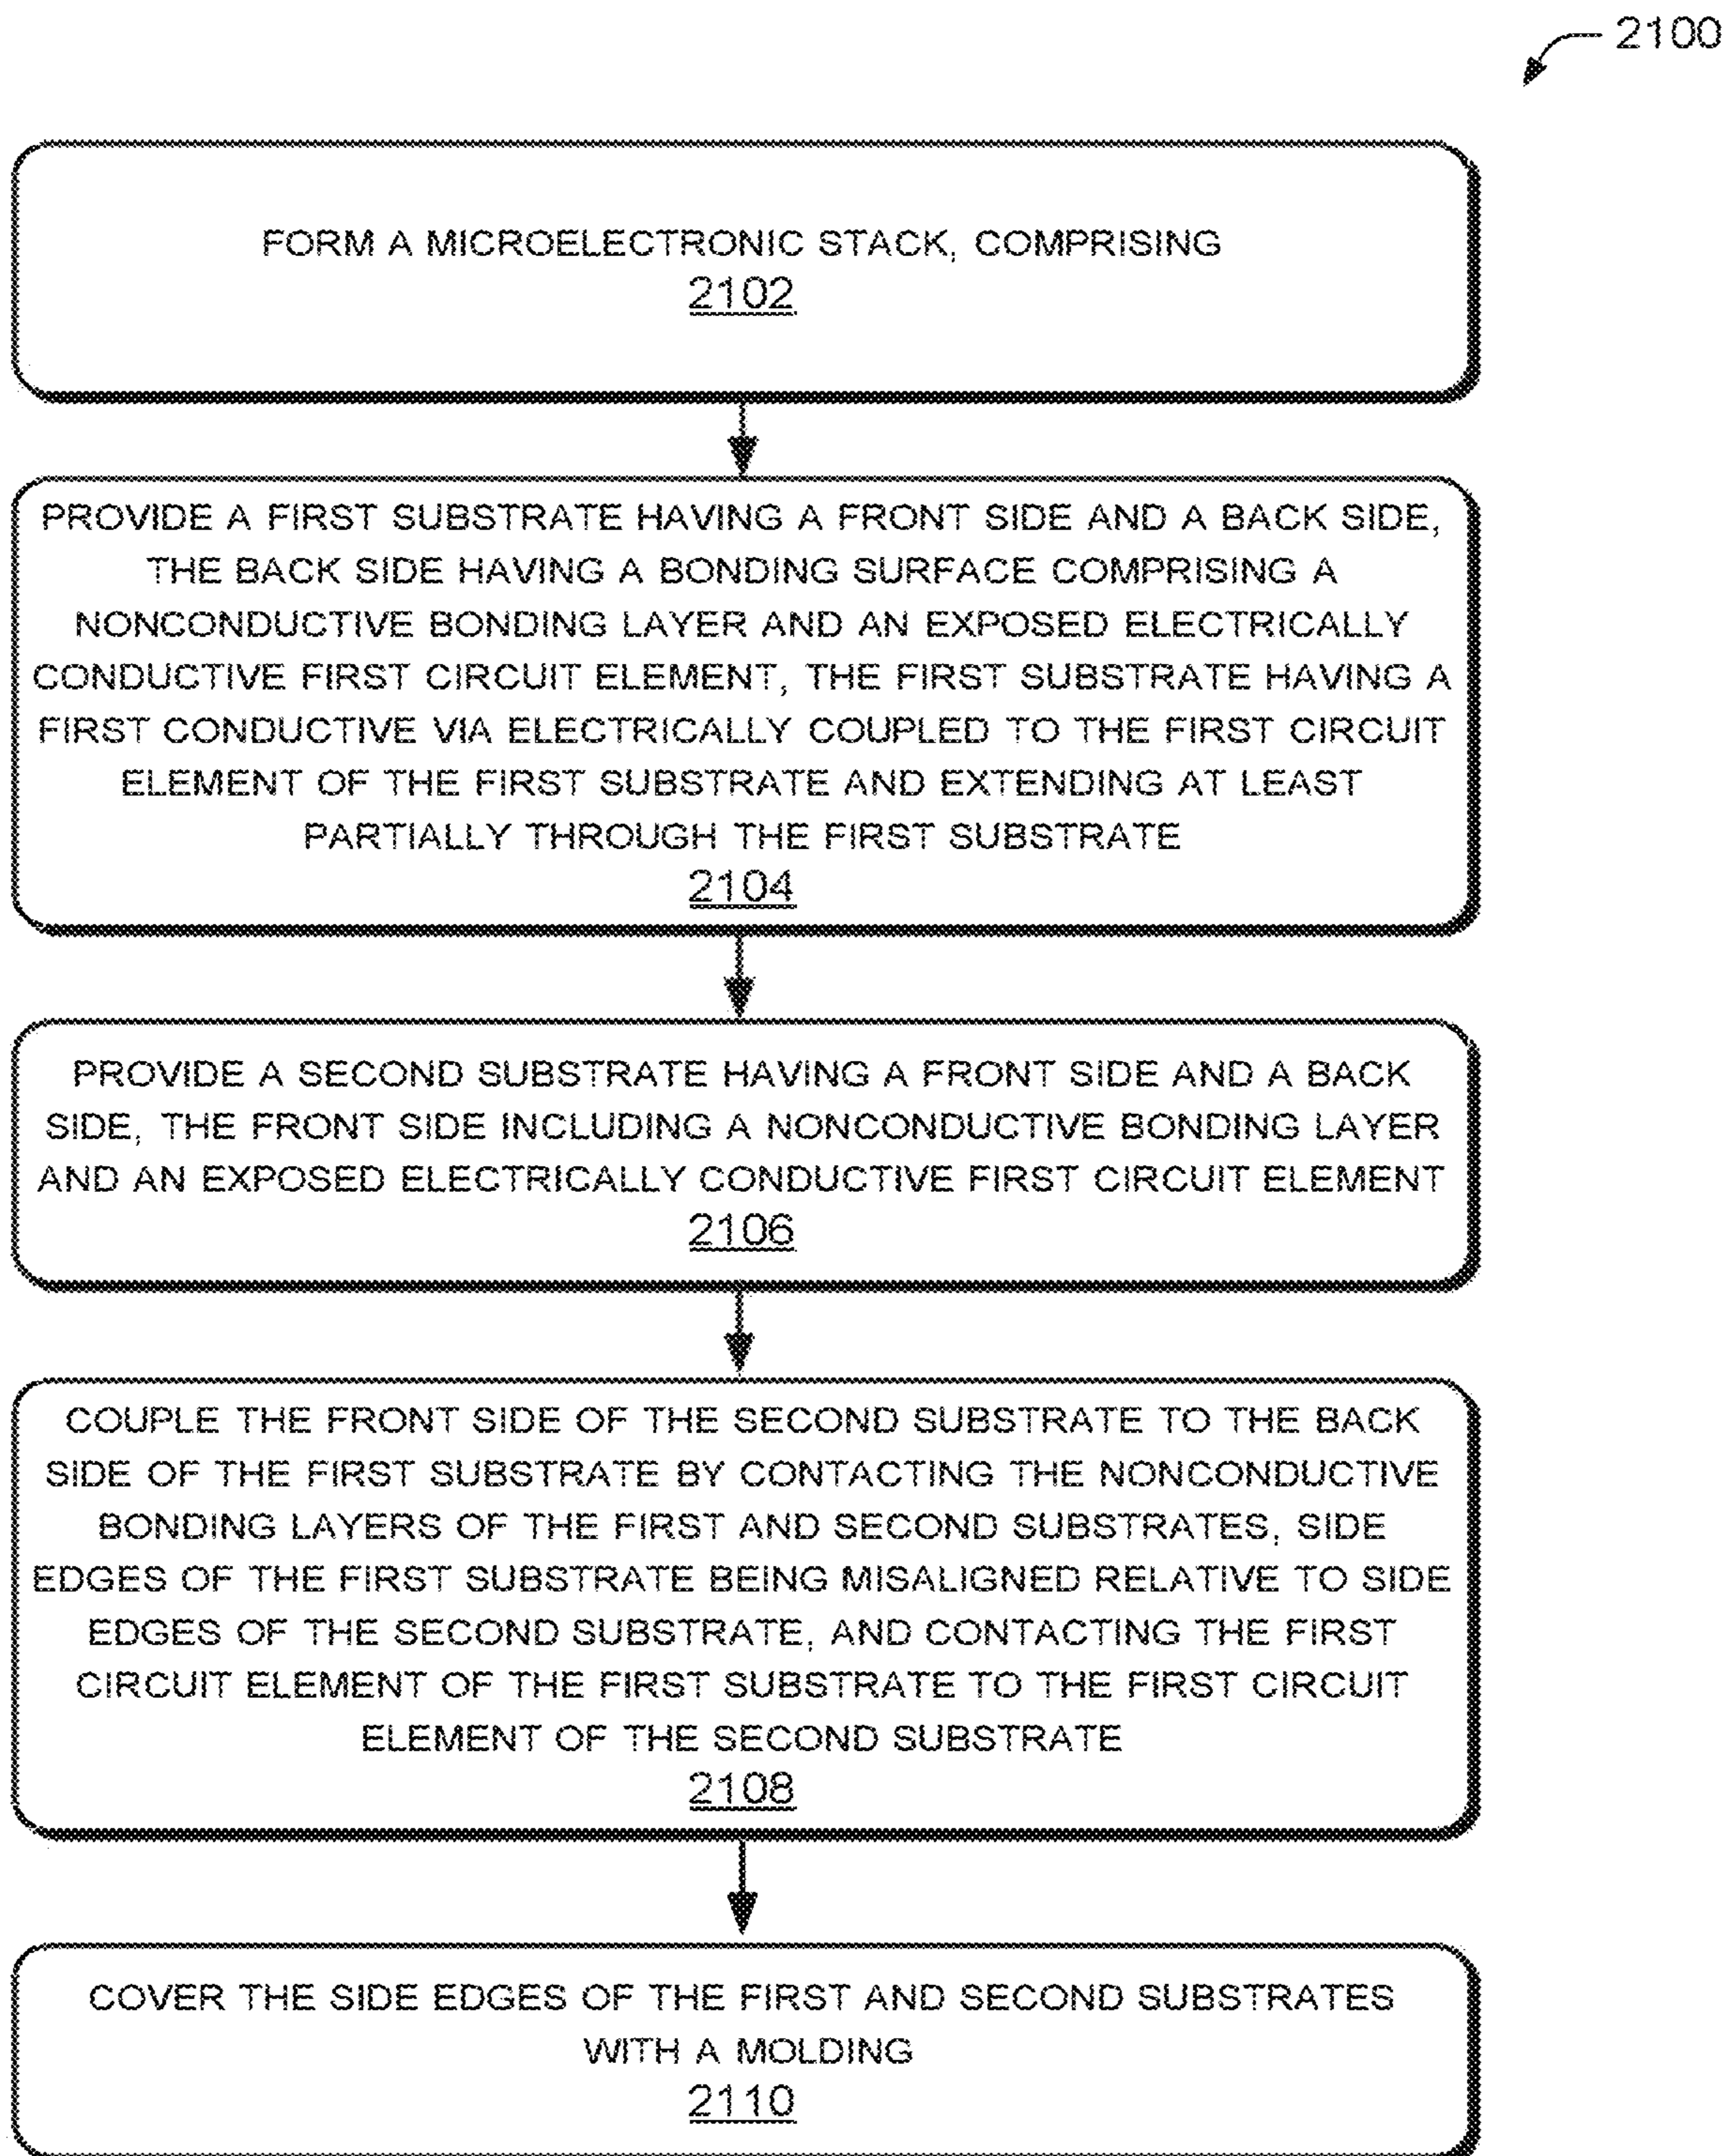 2100
FORM A MICROELECTRONIC STACK, COMPRISING
2102
PROVIDE A FIRST SUBSTRATE HAVING A FRONT SIDE AND A BACK SIDE,
THE BACK SIDE HAVING A BONDING SURFACE COMPRISING A
NONCONDUCTIVE BONDING LAYER AND AN EXPOSED ELECTRICALLY
CONDUCTIVE FIRST CIRCUIT ELEMENT, THE FIRST SUBSTRATE HAVING A
FIRST CONDUCTIVE VIA ELECTRICALLY COUPLED TO THE FIRST CIRCUIT
ELEMENT OF THE FIRST SUBSTRATE AND EXTENDING AT LEAST
PARTIALLY THROUGH THE FIRST SUBSTRATE
2104
PROVIDE A SECOND SUBSTRATE HAVING A FRONT SIDE AND A BACK
SIDE, THE FRONT SIDE INCLUDING A NONCONDUCTIVE BONDING LAYER
AND AN EXPOSED ELECTRICALLY CONDUCTIVE FIRST CIRCUIT ELEMENT
2106
COUPLE THE FRONT SIDE OF THE SECOND SUBSTRATE TO THE BACK
SIDE OF THE FIRST SUBSTRATE BY CONTACTING THE NONCONDUCTIVE
BONDING LAYERS OF THE FIRST AND SECOND SUBSTRATES, SIDE
EDGES OF THE FIRST SUBSTRATE BEING MISALIGNED RELATIVE TO SIDE
EDGES OF THE SECOND SUBSTRATE, AND CONTACTING THE FIRST
CIRCUIT ELEMENT OF THE FIRST SUBSTRATE TO THE FIRST CIRCUIT
ELEMENT OF THE SECOND SUBSTRATE
2108
COVER THE SIDE EDGES OF THE FIRST AND SECOND SUBSTRATES
WITH A MOLDING
2110